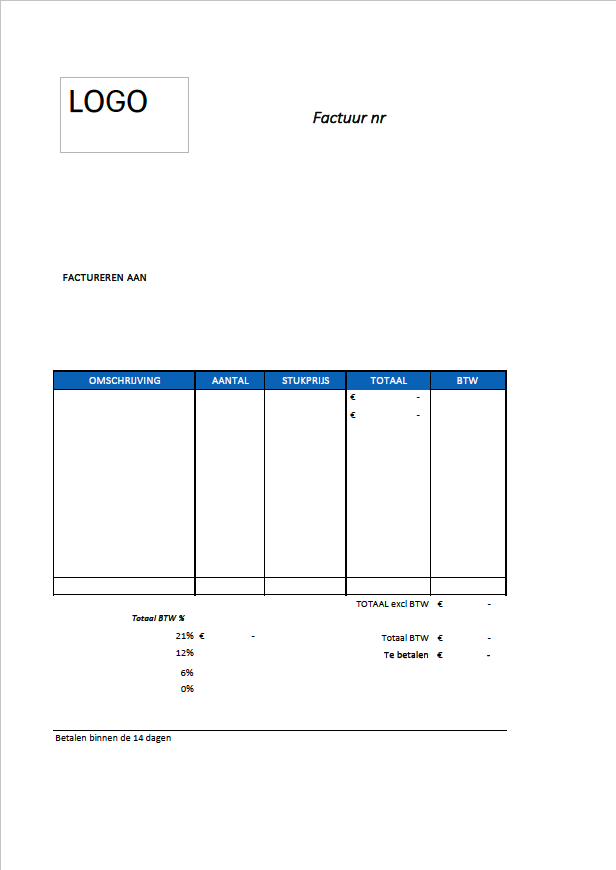 LOGO
Factuur nr
FACTUREREN AAN
OMSCHRIJVING AANTAL STUKPRIJS TOTAAL BTW
€ -
€ -
TOTAAL excl BTW € -
Totaal BTW %
21% € - Totaal BTW € -
12% Te betalen € -
6%
0%
Betalen binnen de 14 dagen